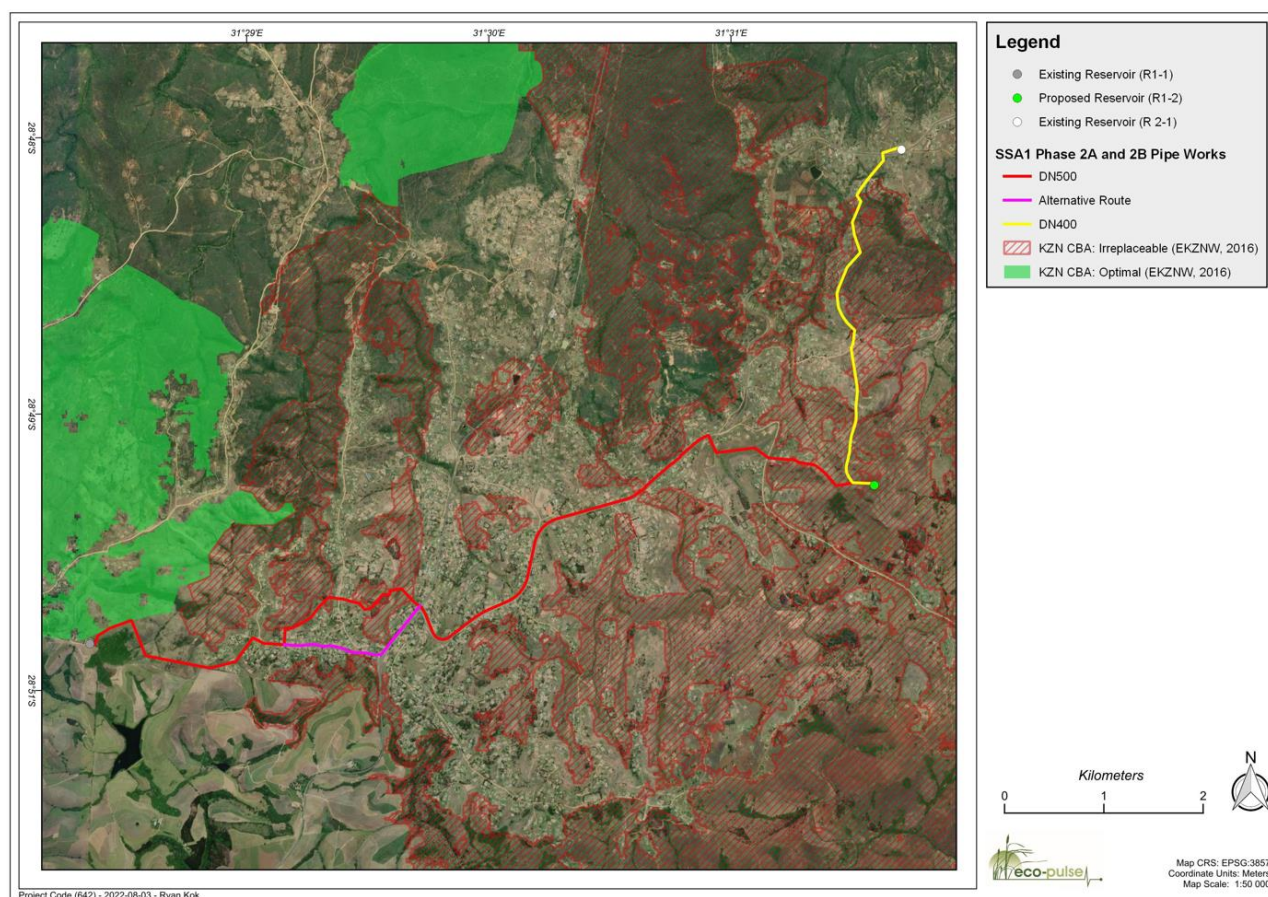 31°29'E
31°30'E
31°31'E
28°48'S
28°49'S
28°51'S
Legend
Existing Reservoir (R1-1)
Proposed Reservoir (R1-2)
Existing Reservoir (R 2-1)
SSA1 Phase 2A and 2B Pipe Works
DN500
Alternative Route
DN400
KZN CBA: Irreplaceable (EKZNW, 2016)
KZN CBA: Optimal (EKZNW, 2016)
Kilometers
0 1 2
N
eco-pulse
Map CRS: EPSG:3857
Coordinate Units: Meters
Map Scale: 1:50 000
Project Code (642) - 2022-08-03 - Ryan Kok